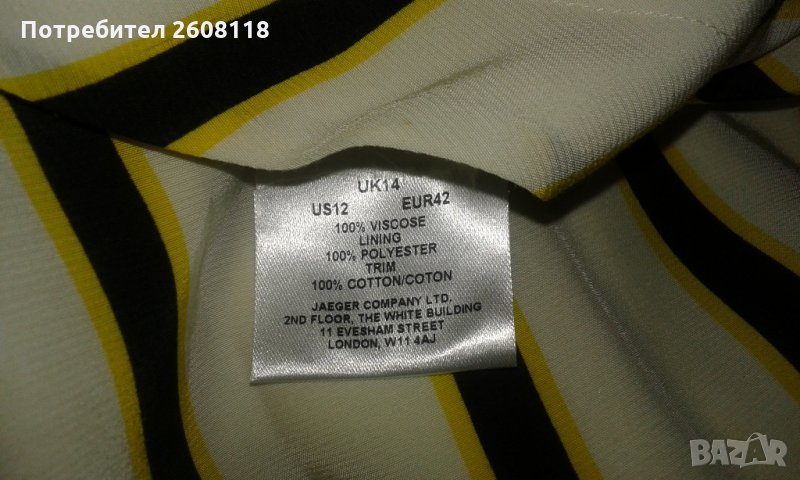 Потребител 2608118
UK14
US12 EUR42
100% VISCOSE
LINING
100% POLYESTER
TRIM
100% COTTON/COTON
JAEGER COMPANY LTD.
2ND FLOOR, THE WHITE BUILDING
11 EVESHAM STREET
LONDON, W11 4AJ
BAZAR